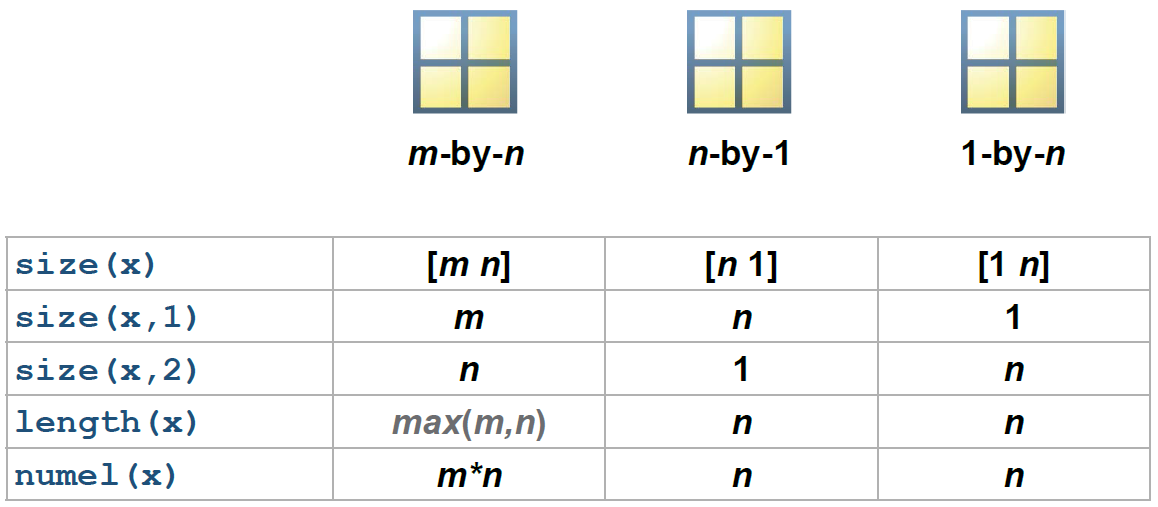 m-by-n n-by-1 1-by-n
size(x) [m n] [n 1] [1 n]
size(x,1) m n 1
size(x,2) n 1 n
length(x) max(m,n) n n
numel(x) m*n n n